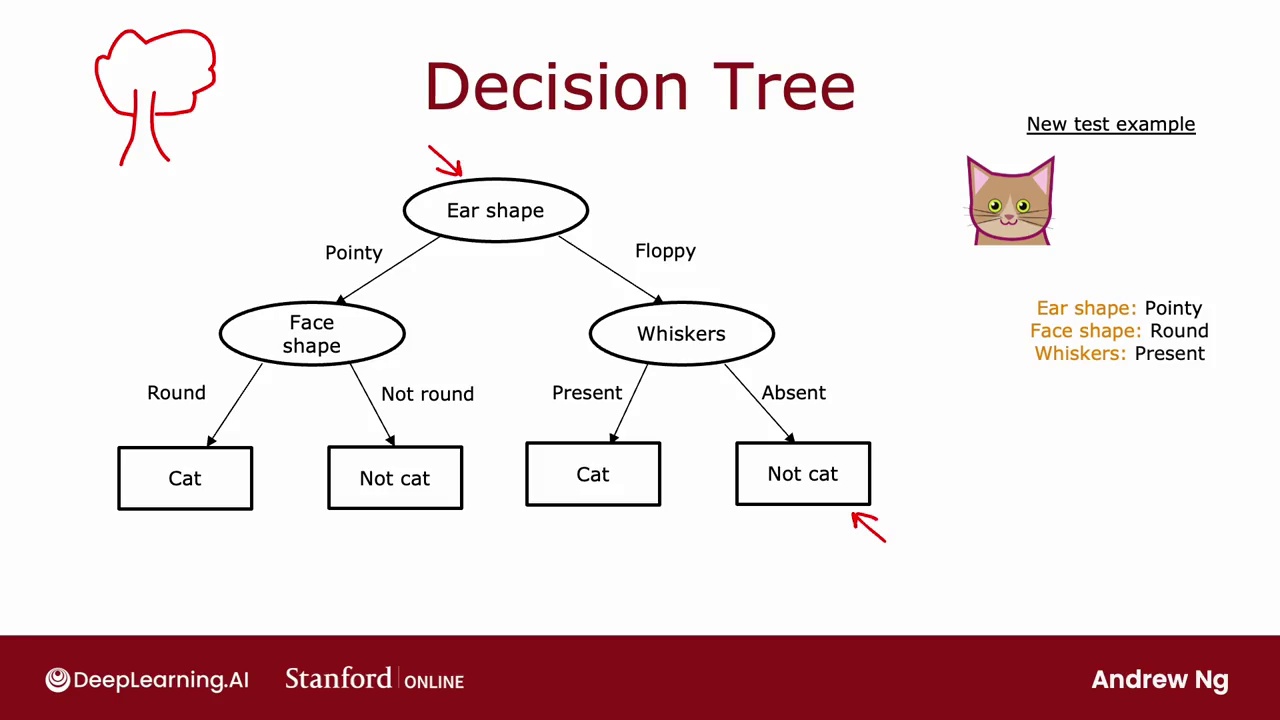 Decision Tree
New test example
Ear shape
Pointy
Floppy
Face
shape
Whiskers
Ear shape: Pointy
Face shape: Round
Whiskers: Present
Round
Not round
Present
Absent
Cat
Not cat
Cat
Not cat
DeepLearning.AI
Stanford ONLINE
Andrew Ng